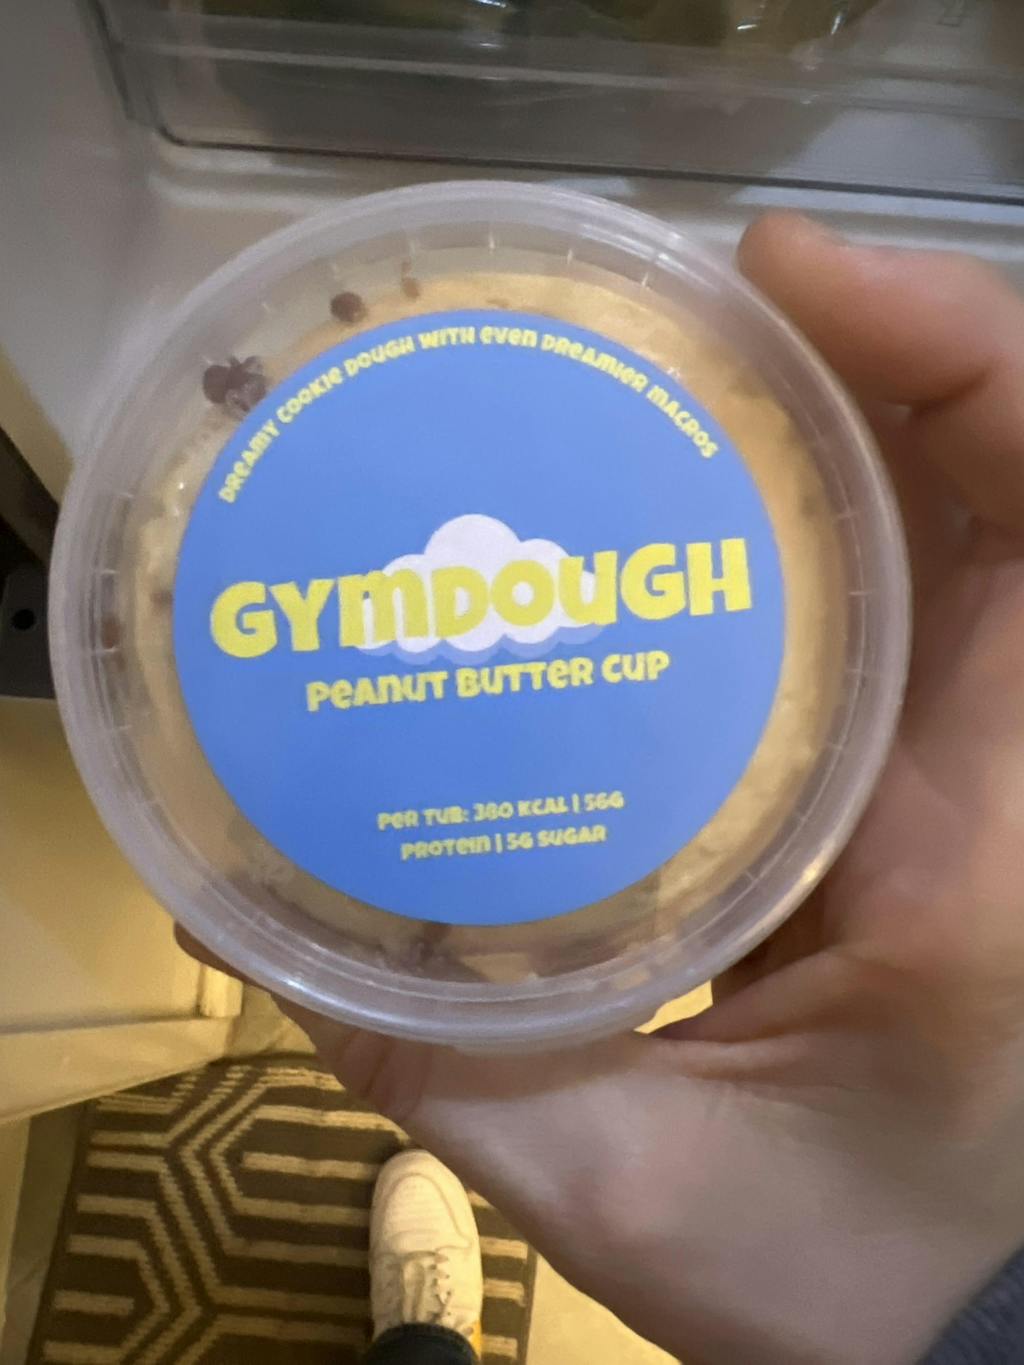 DREAMY COOKIE DOUGH WITH even DREAMIER MACROS
GYMDOUGH
PEANUT BUTTER CUP
PER TUB: 380 KCAL | 56G
PROTEIN | 5G SUGAR